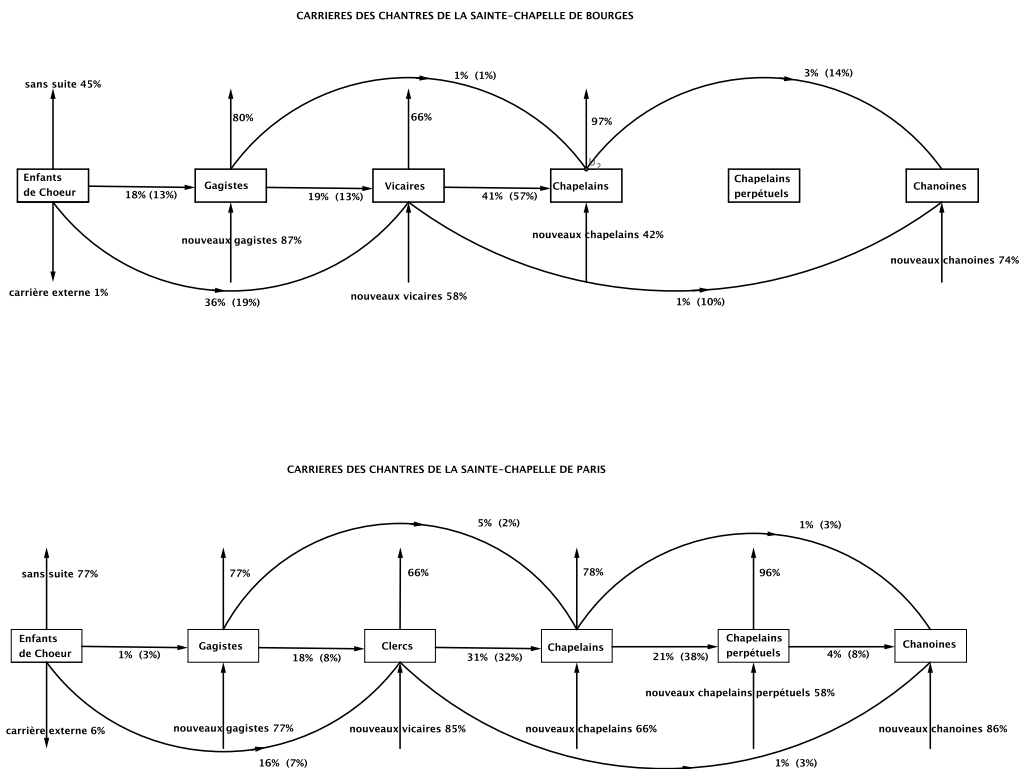 CARRIERES DES CHANTRES DE LA SAINTE-CHAPELLE DE BOURGES
sans suite 45%
1% (1%)
3% (14%)
80%
66%
97%
U2
Enfants
de Choeur
18% (13%)
Gagistes
19% (13%)
Vicaires
41% (57%)
Chapelains
Chapelains
perpétuels
Chanoines
nouveaux gagistes 87%
nouveaux chapelains 42%
nouveaux chanoines 74%
carrière externe 1%
36% (19%)
nouveaux vicaires 58%
1% (10%)
CARRIERES DES CHANTRES DE LA SAINTE-CHAPELLE DE PARIS
5% (2%)
1% (3%)
sans suite 77%
77%
66%
78%
96%
Enfants
de Choeur
1% (3%)
Gagistes
18% (8%)
Clercs
31% (32%)
Chapelains
21% (38%)
Chapelains
perpétuels
4% (8%)
Chanoines
nouveaux chapelains perpétuels 58%
carrière externe 6%
nouveaux gagistes 77%
nouveaux vicaires 85%
nouveaux chapelains 66%
nouveaux chanoines 86%
16% (7%)
1% (3%)